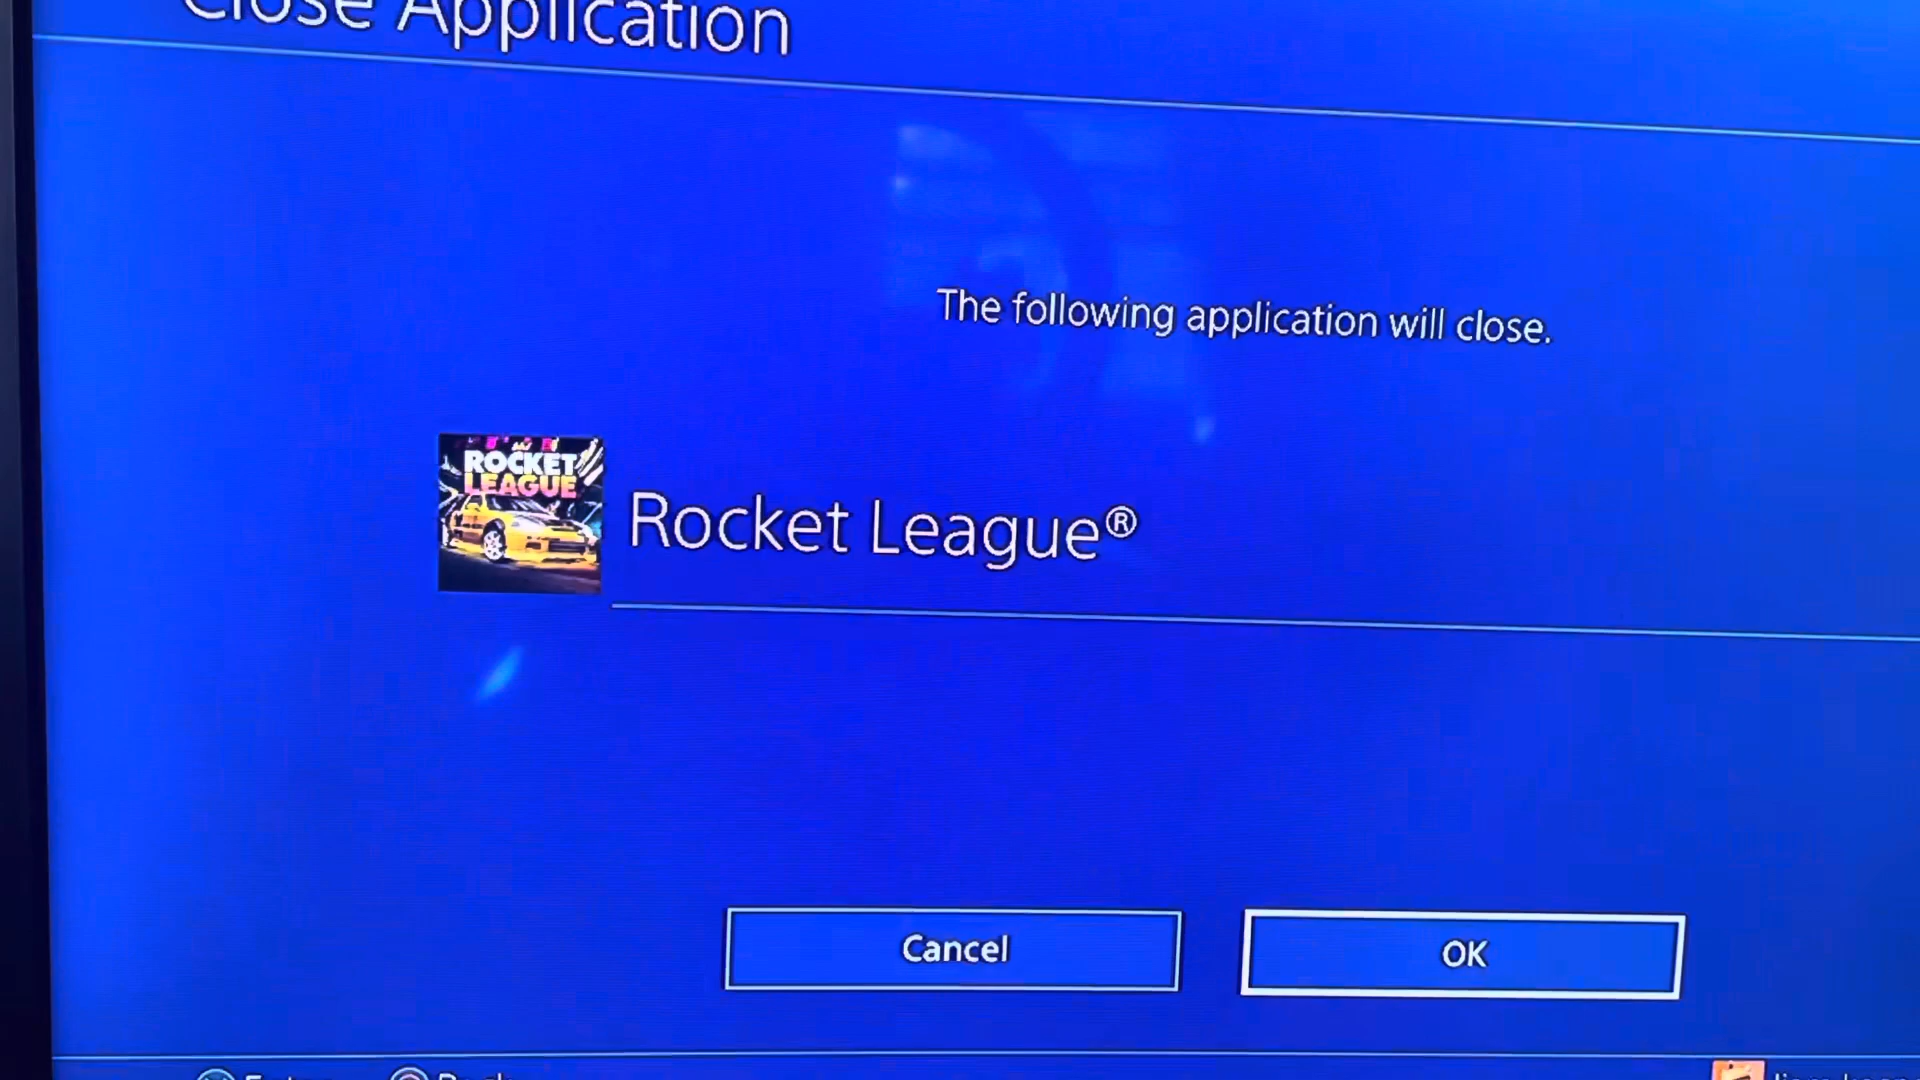 Close Application
The following application will close.
ROCKET
LEAGUE
Rocket League®
Cancel
OK